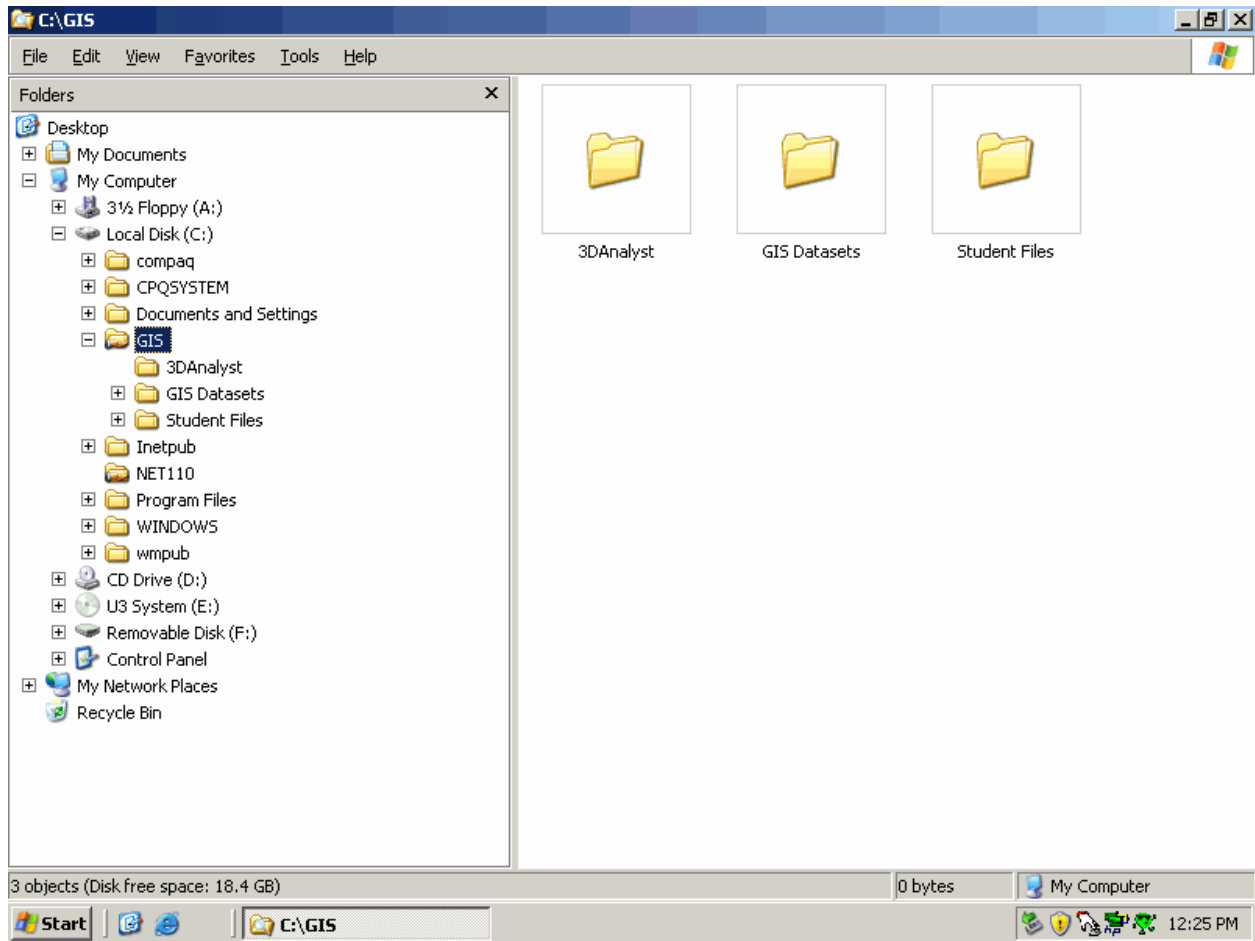 C:\GIS
File Edit View Favorites Tools Help
Folders
Desktop
My Documents
My Computer
3½ Floppy (A:)
Local Disk (C:)
compaq
CPQSYSTEM
Documents and Settings
GIS
3DAnalyst
GIS Datasets
Student Files
Inetpub
NET110
Program Files
WINDOWS
wmpub
CD Drive (D:)
U3 System (E:)
Removable Disk (F:)
Control Panel
My Network Places
Recycle Bin
3DAnalyst GIS Datasets Student Files
3 objects (Disk free space: 18.4 GB) 0 bytes My Computer
Start C:\GIS 12:25 PM